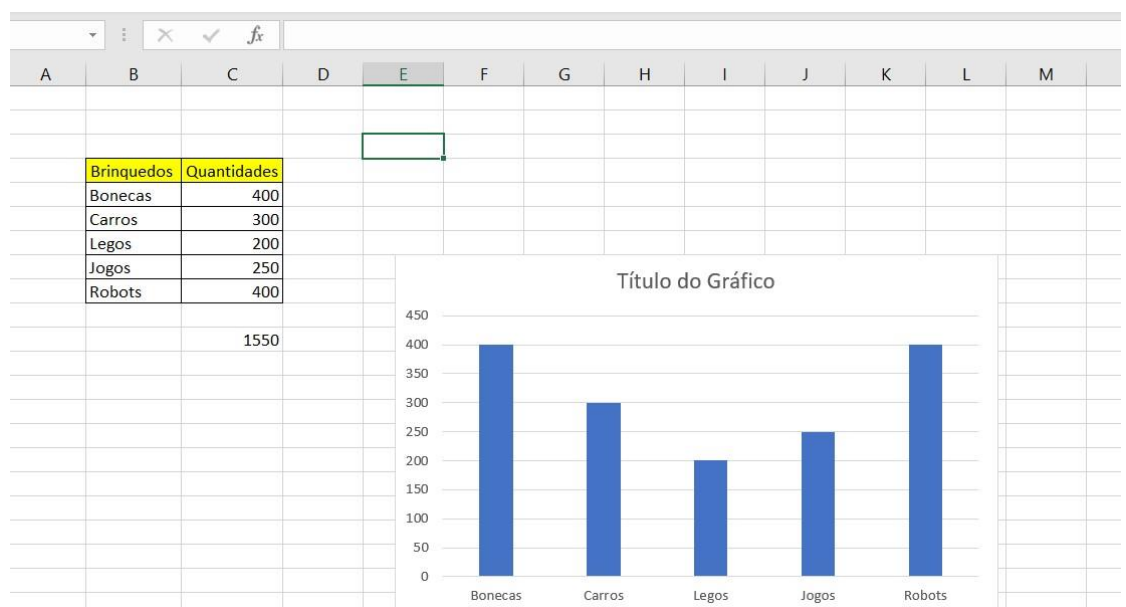 fx
A B C D E F G H I J K L M
Brinquedos Quantidades
Bonecas 400
Carros 300
Legos 200
Jogos 250
Robots 400
1550
Título do Gráfico
450
400
350
300
250
200
150
100
50
0
Bonecas Carros Legos Jogos Robots